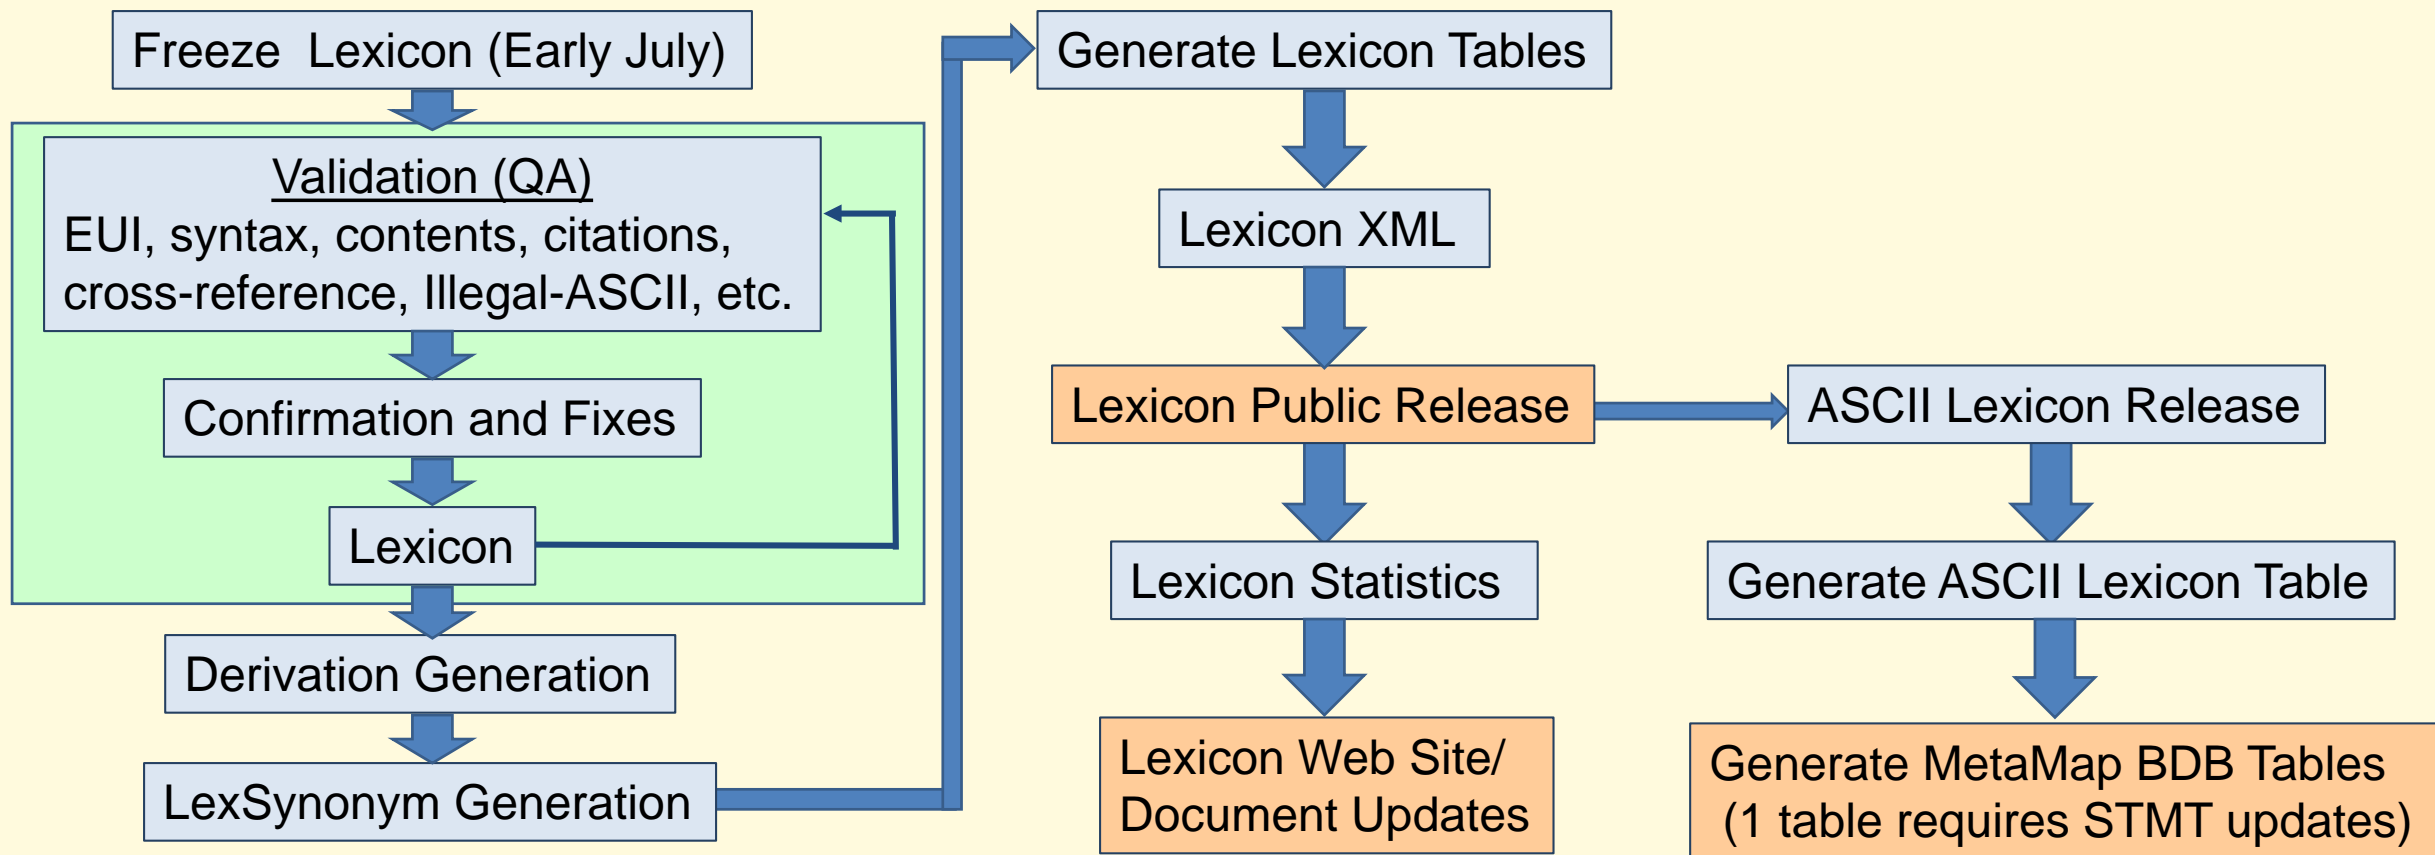 Freeze  Lexicon (Early July)
Validation (QA)
EUI, syntax, contents, citations,
cross-reference, Illegal-ASCII, etc.
Confirmation and Fixes
Lexicon
Derivation Generation
LexSynonym Generation
Generate Lexicon Tables
Lexicon XML
Lexicon Public Release
Lexicon Statistics
Lexicon Web Site/
Document Updates
ASCII Lexicon Release
Generate ASCII Lexicon Table
Generate MetaMap BDB Tables
(1 table requires STMT updates)